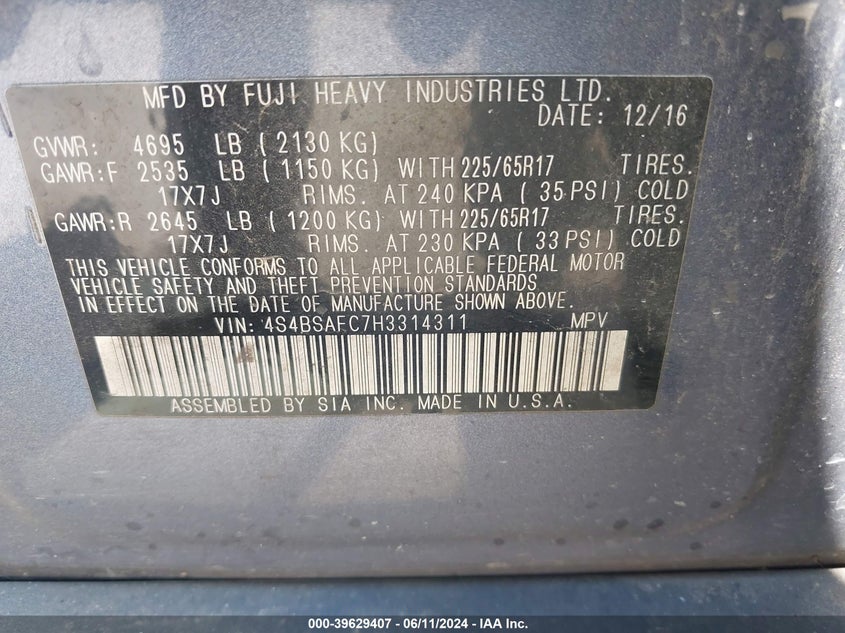 MFD BY FUJI HEAVY INDUSTRIES LTD.
DATE: 12/16
GVWR: 4695 LB ( 2130 KG)
GAWR:F 2535 LB ( 1150 KG) WITH 225/65R17 TIRES.
17X7J RIMS. AT 240 KPA ( 35 PSI) COLD
GAWR:R 2645 LB ( 1200 KG) WITH 225/65R17 TIRES.
17X7J RIMS. AT 230 KPA ( 33 PSI) COLD
THIS VEHICLE CONFORMS TO ALL APPLICABLE FEDERAL MOTOR
VEHICLE SAFETY AND THEFT PREVENTION STANDARDS
IN EFFECT ON THE DATE OF MANUFACTURE SHOWN ABOVE.
VIN: 4S4BSAFC7H3314311 MPV
ASSEMBLED BY SIA INC. MADE IN U.S.A.
000-39629407 - 06/11/2024 - IAA Inc.